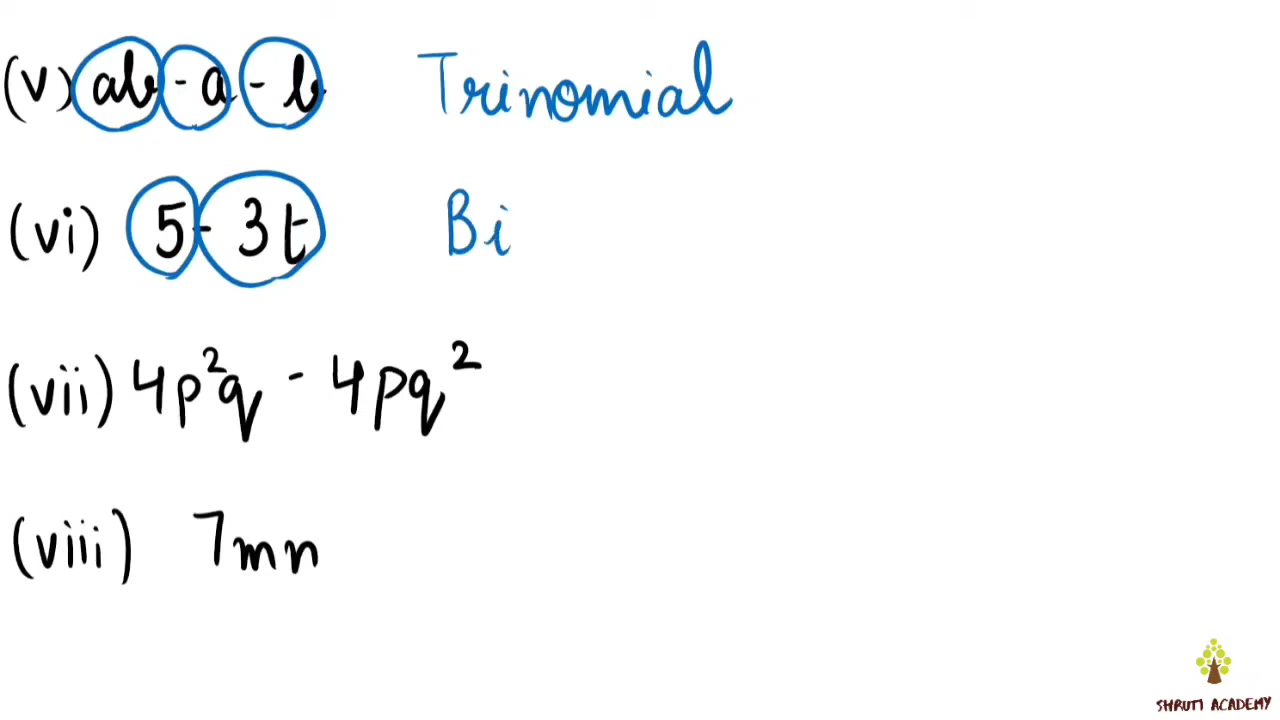 (v) ab - a - b Trinomial
(vi) 5 - 3t Bi
(vii) 4p²q - 4pq²
(viii) 7mn
SHRUTI ACADEMY